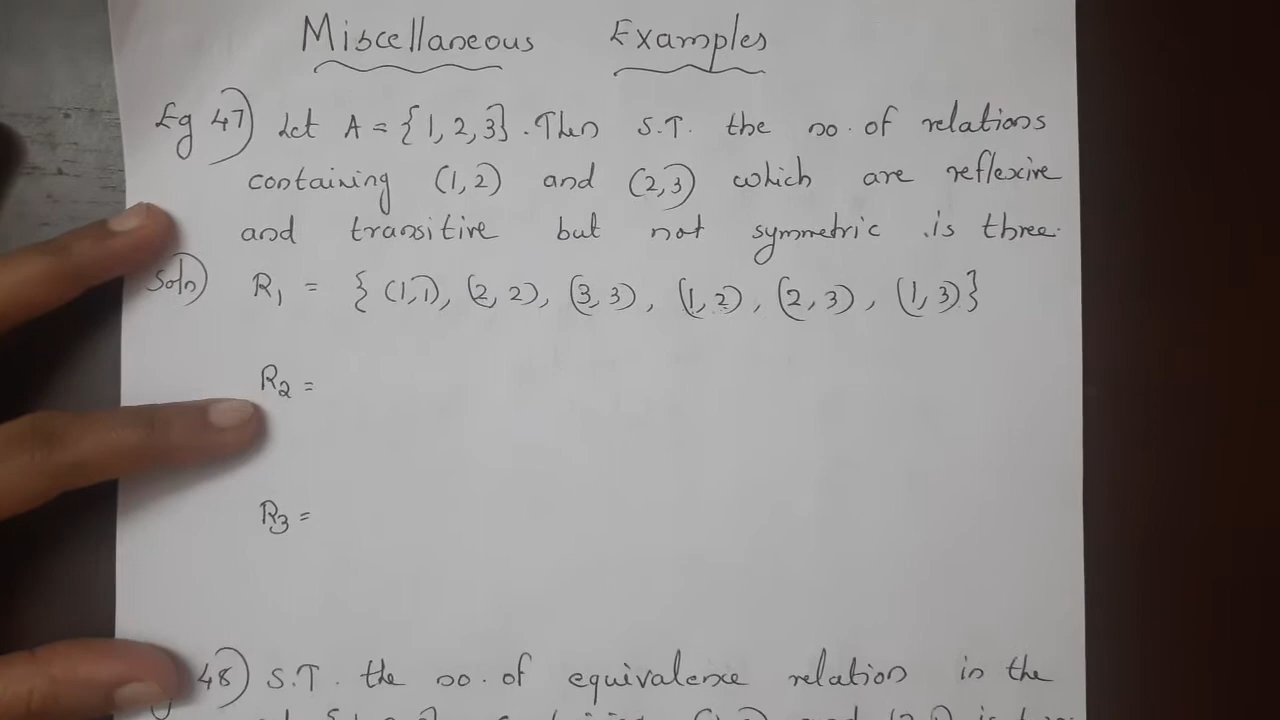 Miscellaneous Examples
Eg 47) Let A = {1, 2, 3}. Then S.T. the no. of relations
containing (1, 2) and (2, 3) which are reflexive
and transitive but not symmetric is three.
Soln) R₁ = { (1, 1), (2, 2), (3, 3), (1, 2), (2, 3), (1, 3)}
R₂ =
R₃ =
48) S.T. the no. of equivalence relation in the